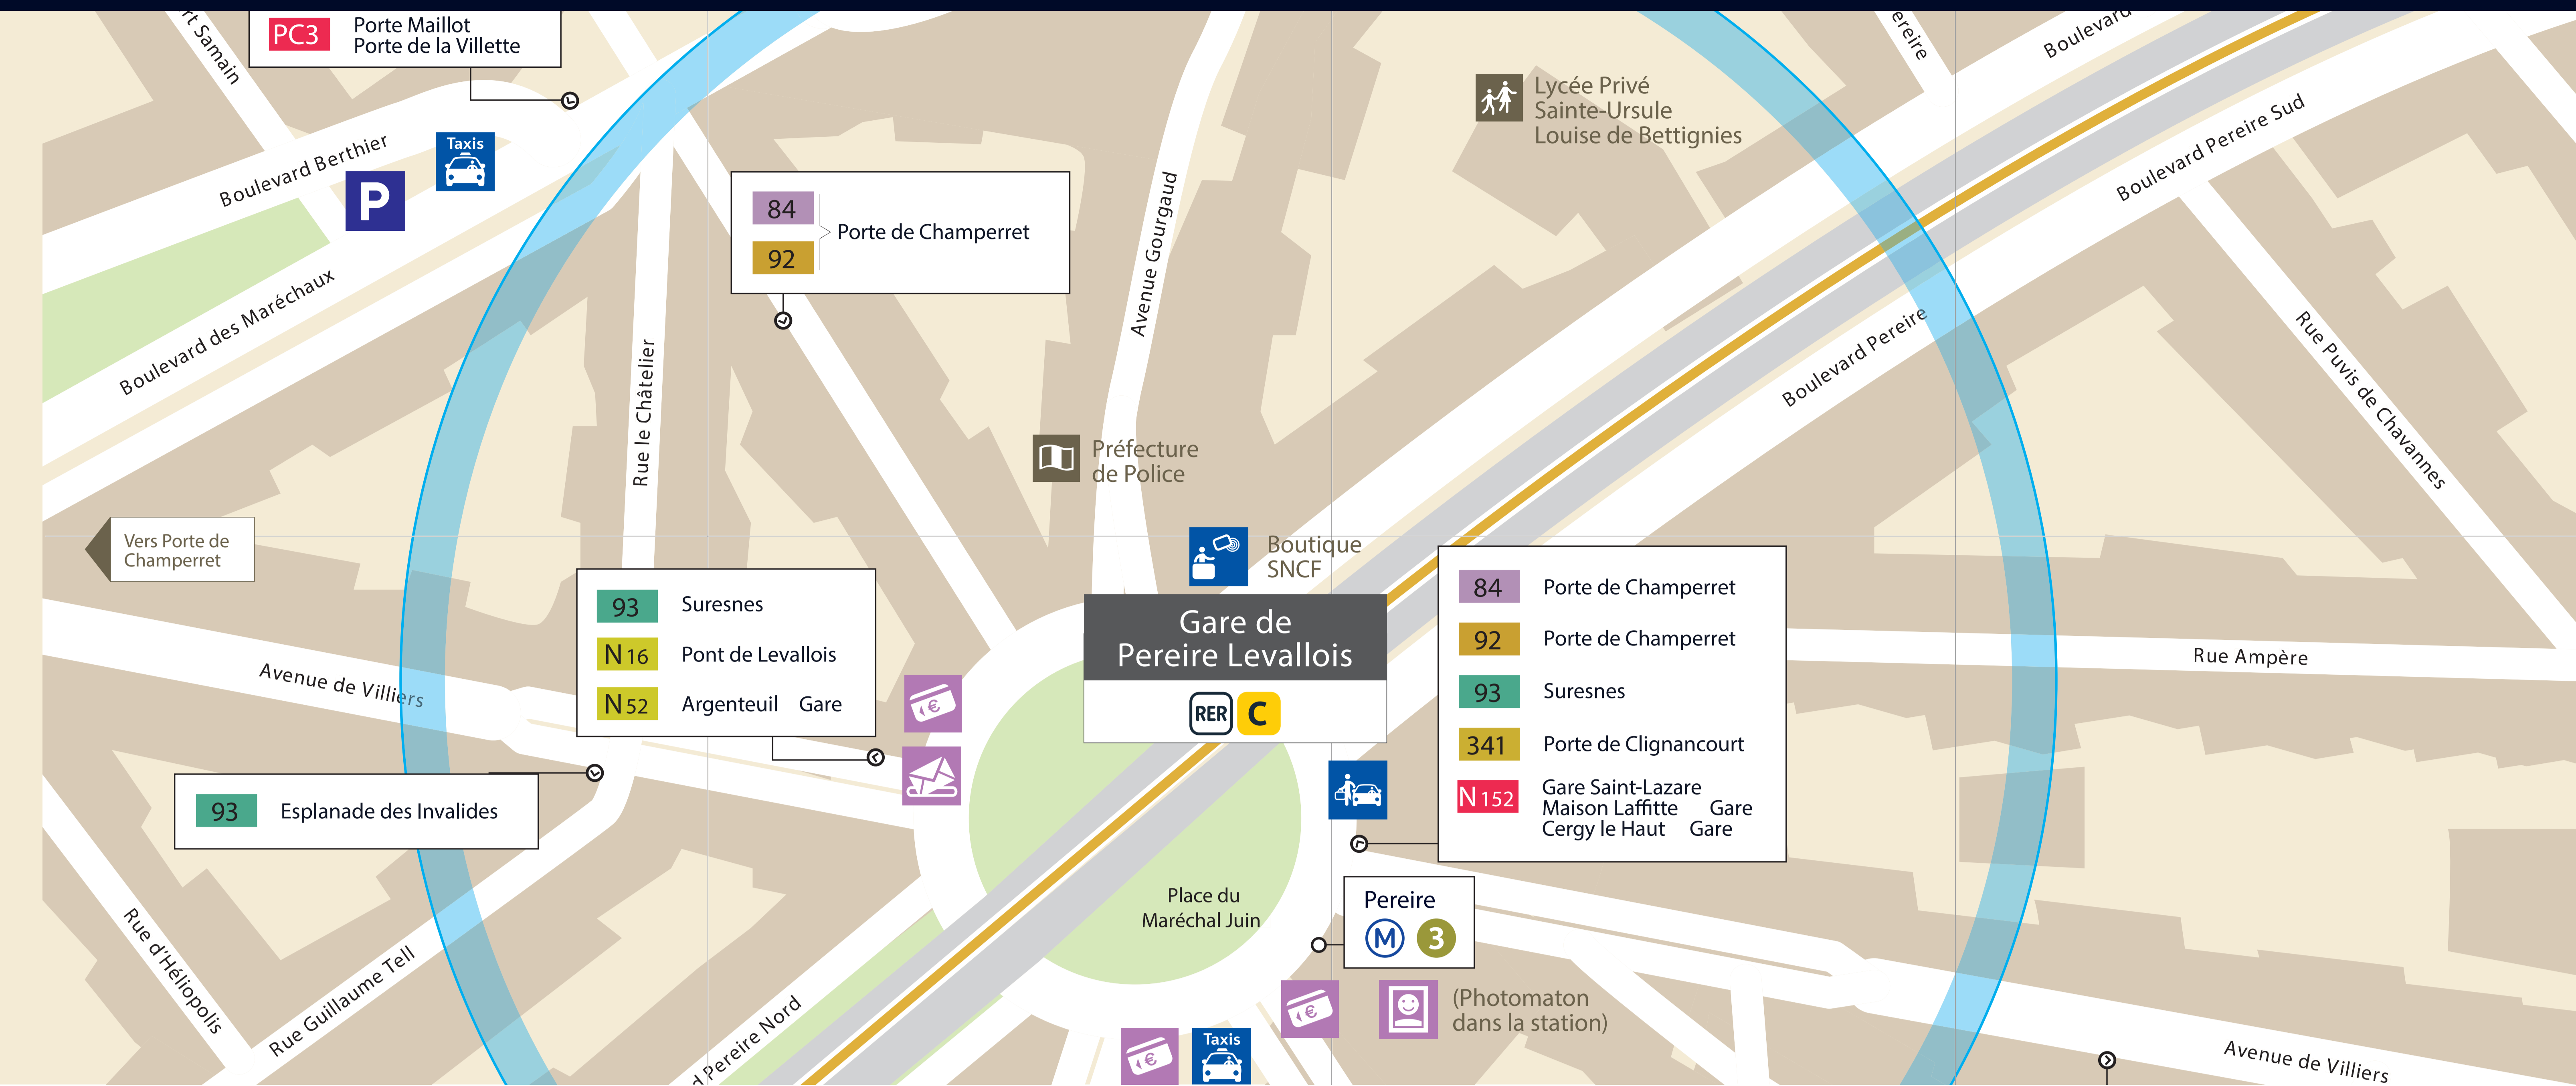 PC3
Porte Maillot
Porte de la Villette
Samain
Boulevard Berthier
Taxis
P
Boulevard des Maréchaux
84
92
Porte de Champerret
Avenue Gourgaud
Lycée Privé
Sainte-Ursule
Louise de Bettignies
Boulevard
Boulevard Pereire Sud
Boulevard Pereire
Rue Puvis de Chavannes
Rue le Châtelier
Préfecture
de Police
Vers Porte de
Champerret
Boutique
SNCF
93 Suresnes
N 16 Pont de Levallois
N 52 Argenteuil Gare
Gare de
Pereire Levallois
RER C
84 Porte de Champerret
92 Porte de Champerret
93 Suresnes
341 Porte de Clignancourt
N 152 Gare Saint-Lazare
Maison Laffitte Gare
Cergy le Haut Gare
Rue Ampère
Avenue de Villiers
93 Esplanade des Invalides
Place du
Maréchal Juin
Pereire
M 3
Rue d'Héliopolis
Rue Guillaume Tell
Pereire Nord
(Photomaton
dans la station)
Taxis
Avenue de Villiers